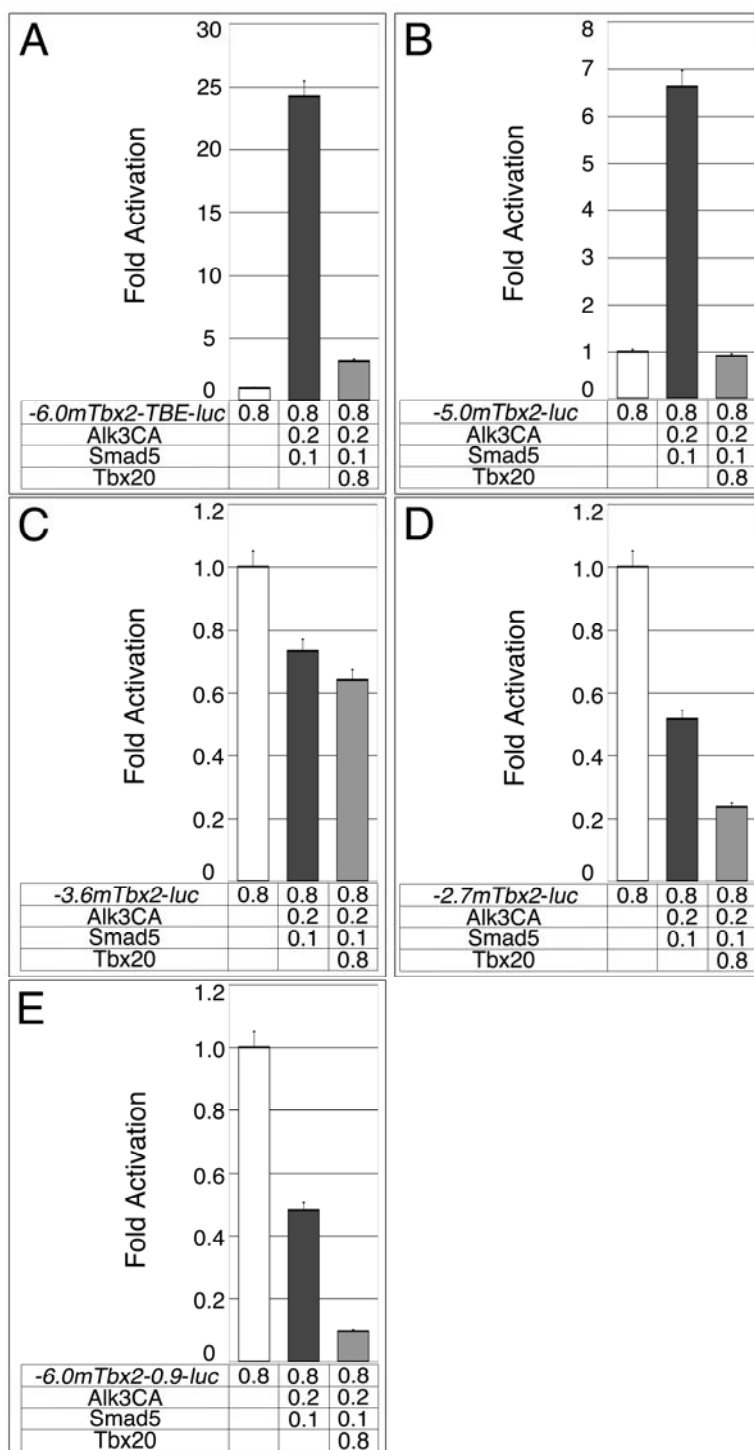 A
Fold Activation
30
25
20
15
10
5
0
-6.0mTbx2-TBE-luc 0.8 0.8 0.8
Alk3CA 0.2 0.2
Smad5 0.1 0.1
Tbx20 0.8
B
Fold Activation
8
7
6
5
4
3
2
1
0
-5.0mTbx2-luc 0.8 0.8 0.8
Alk3CA 0.2 0.2
Smad5 0.1 0.1
Tbx20 0.8
C
Fold Activation
1.2
1.0
0.8
0.6
0.4
0.2
0
-3.6mTbx2-luc 0.8 0.8 0.8
Alk3CA 0.2 0.2
Smad5 0.1 0.1
Tbx20 0.8
D
Fold Activation
1.2
1.0
0.8
0.6
0.4
0.2
0
-2.7mTbx2-luc 0.8 0.8 0.8
Alk3CA 0.2 0.2
Smad5 0.1 0.1
Tbx20 0.8
E
Fold Activation
1.2
1.0
0.8
0.6
0.4
0.2
0
-6.0mTbx2-0.9-luc 0.8 0.8 0.8
Alk3CA 0.2 0.2
Smad5 0.1 0.1
Tbx20 0.8